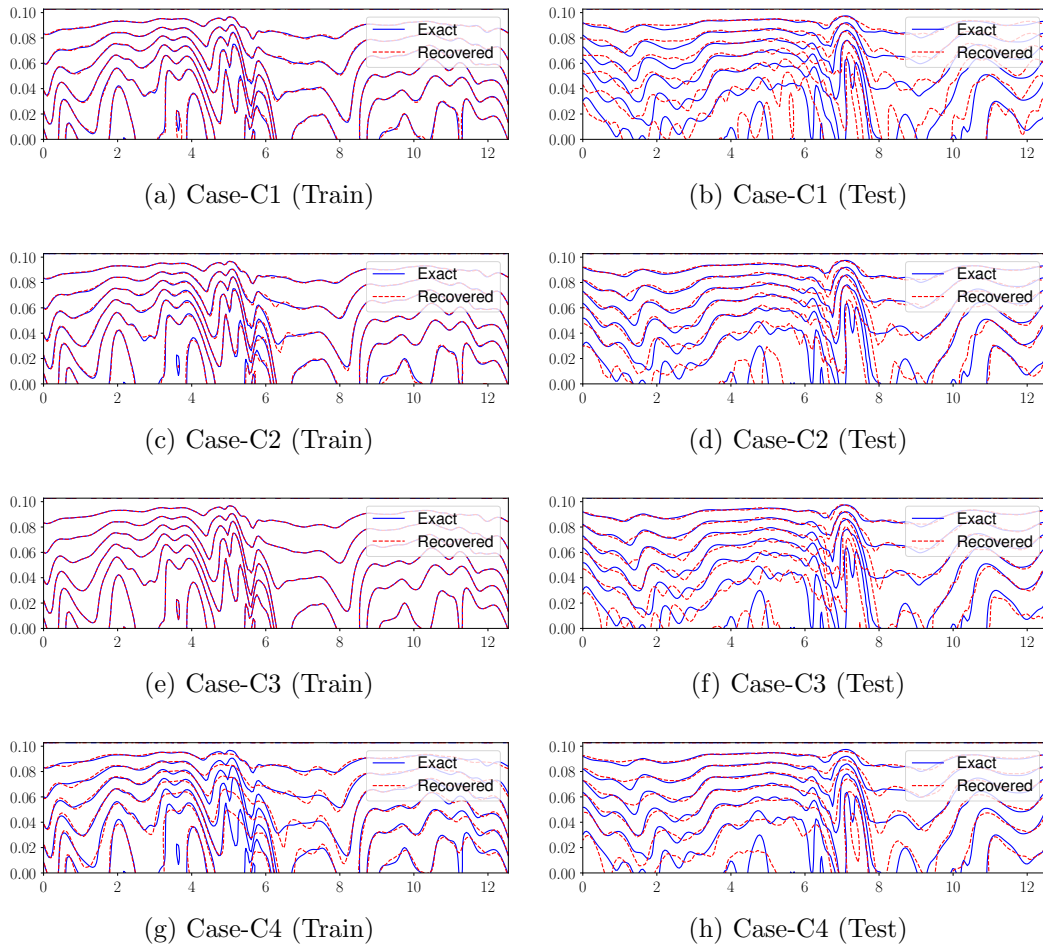 0.10
0.08
0.06
0.04
0.02
0.00
0 2 4 6 8 10 12
Exact
Recovered
(a) Case-C1 (Train)
0.10
0.08
0.06
0.04
0.02
0.00
0 2 4 6 8 10 12
Exact
Recovered
(b) Case-C1 (Test)
0.10
0.08
0.06
0.04
0.02
0.00
0 2 4 6 8 10 12
Exact
Recovered
(c) Case-C2 (Train)
0.10
0.08
0.06
0.04
0.02
0.00
0 2 4 6 8 10 12
Exact
Recovered
(d) Case-C2 (Test)
0.10
0.08
0.06
0.04
0.02
0.00
0 2 4 6 8 10 12
Exact
Recovered
(e) Case-C3 (Train)
0.10
0.08
0.06
0.04
0.02
0.00
0 2 4 6 8 10 12
Exact
Recovered
(f) Case-C3 (Test)
0.10
0.08
0.06
0.04
0.02
0.00
0 2 4 6 8 10 12
Exact
Recovered
(g) Case-C4 (Train)
0.10
0.08
0.06
0.04
0.02
0.00
0 2 4 6 8 10 12
Exact
Recovered
(h) Case-C4 (Test)